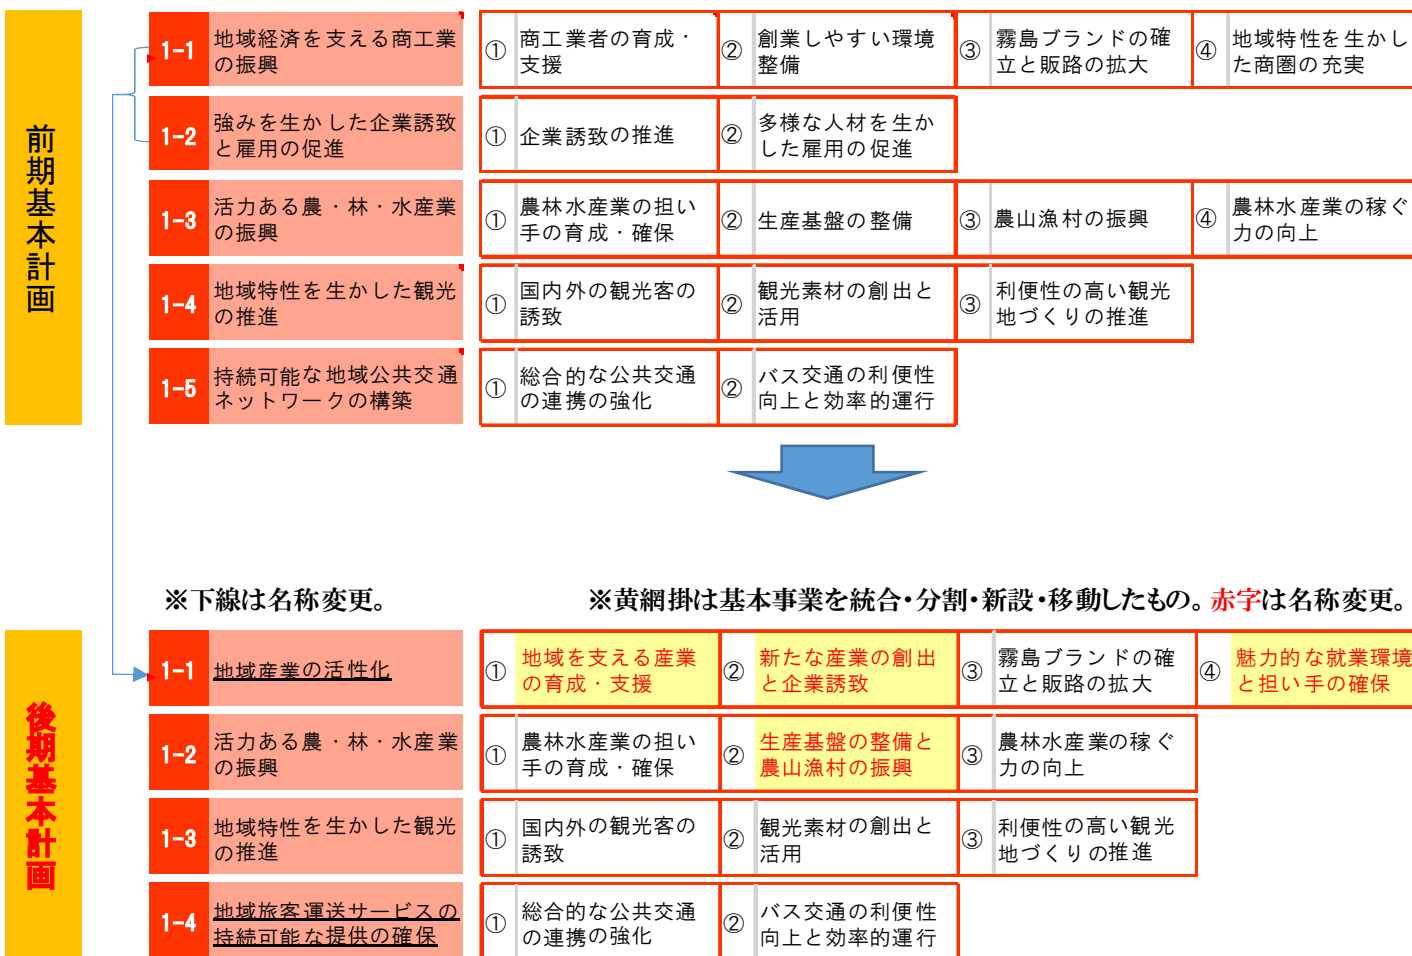 前期基本計画
1-1
地域経済を支える商工業
の振興
① 商工業者の育成・
支援
② 創業しやすい環境
整備
③ 霧島ブランドの確
立と販路の拡大
④ 地域特性を生かし
た商圏の充実
1-2
強みを生かした企業誘致
と雇用の促進
① 企業誘致の推進
② 多様な人材を生か
した雇用の促進
1-3
活力ある農・林・水産業
の振興
① 農林水産業の担い
手の育成・確保
② 生産基盤の整備
③ 農山漁村の振興
④ 農林水産業の稼ぐ
力の向上
1-4
地域特性を生かした観光
の推進
① 国内外の観光客の
誘致
② 観光素材の創出と
活用
③ 利便性の高い観光
地づくりの推進
1-5
持続可能な地域公共交通
ネットワークの構築
① 総合的な公共交通
の連携の強化
② バス交通の利便性
向上と効率的運行
※下線は名称変更。
※黄網掛は基本事業を統合・分割・新設・移動したもの。赤字は名称変更。
後期基本計画
1-1
地域産業の活性化
① 地域を支える産業
の育成・支援
② 新たな産業の創出
と企業誘致
③ 霧島ブランドの確
立と販路の拡大
④ 魅力的な就業環境
と担い手の確保
1-2
活力ある農・林・水産業
の振興
① 農林水産業の担い
手の育成・確保
② 生産基盤の整備と
農山漁村の振興
③ 農林水産業の稼ぐ
力の向上
1-3
地域特性を生かした観光
の推進
① 国内外の観光客の
誘致
② 観光素材の創出と
活用
③ 利便性の高い観光
地づくりの推進
1-4
地域旅客運送サービスの
持続可能な提供の確保
① 総合的な公共交通
の連携の強化
② バス交通の利便性
向上と効率的運行